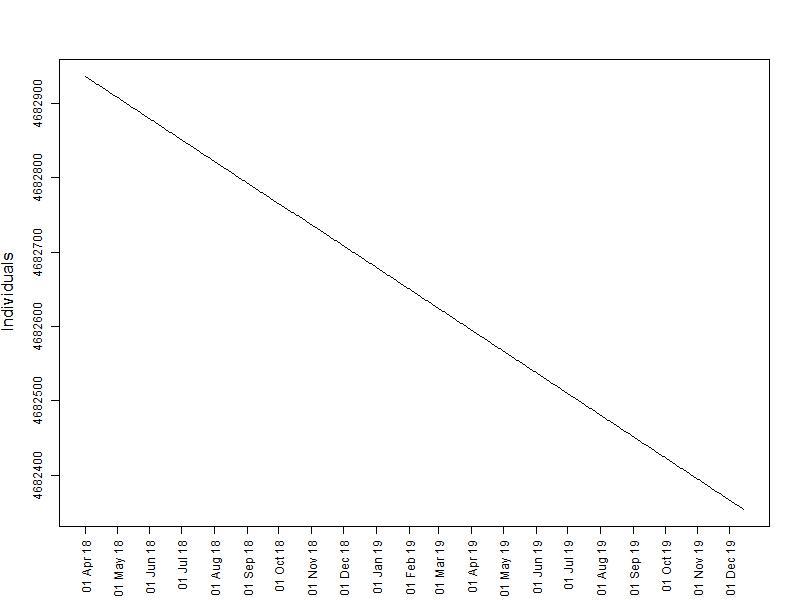 Individuals
4682900
4682800
4682700
4682600
4682500
4682400
01 Apr 18
01 May 18
01 Jun 18
01 Jul 18
01 Aug 18
01 Sep 18
01 Oct 18
01 Nov 18
01 Dec 18
01 Jan 19
01 Feb 19
01 Mar 19
01 Apr 19
01 May 19
01 Jun 19
01 Jul 19
01 Aug 19
01 Sep 19
01 Oct 19
01 Nov 19
01 Dec 19